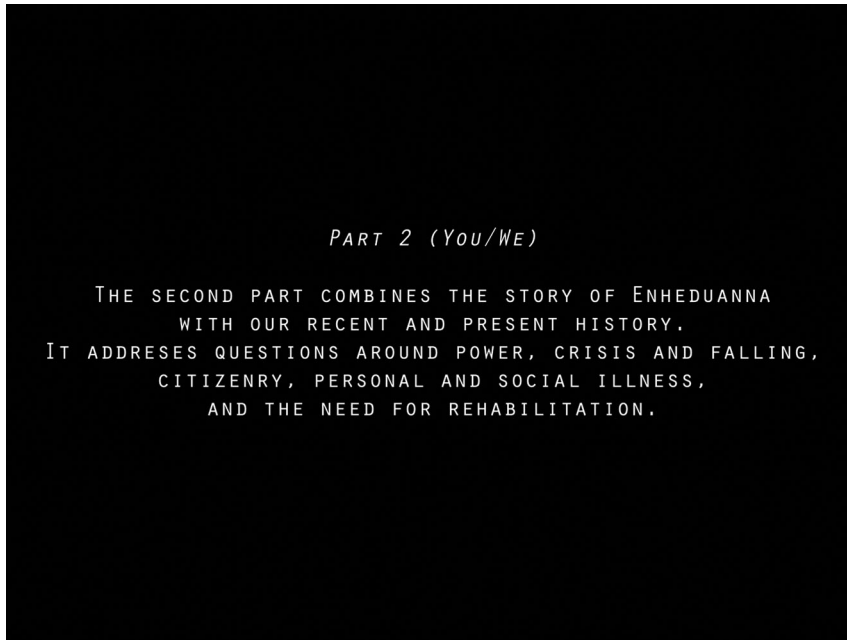 Part 2 (You/We)
The second part combines the story of Enheduanna
with our recent and present history.
It addreses questions around power, crisis and falling,
citizenry, personal and social illness,
and the need for rehabilitation.